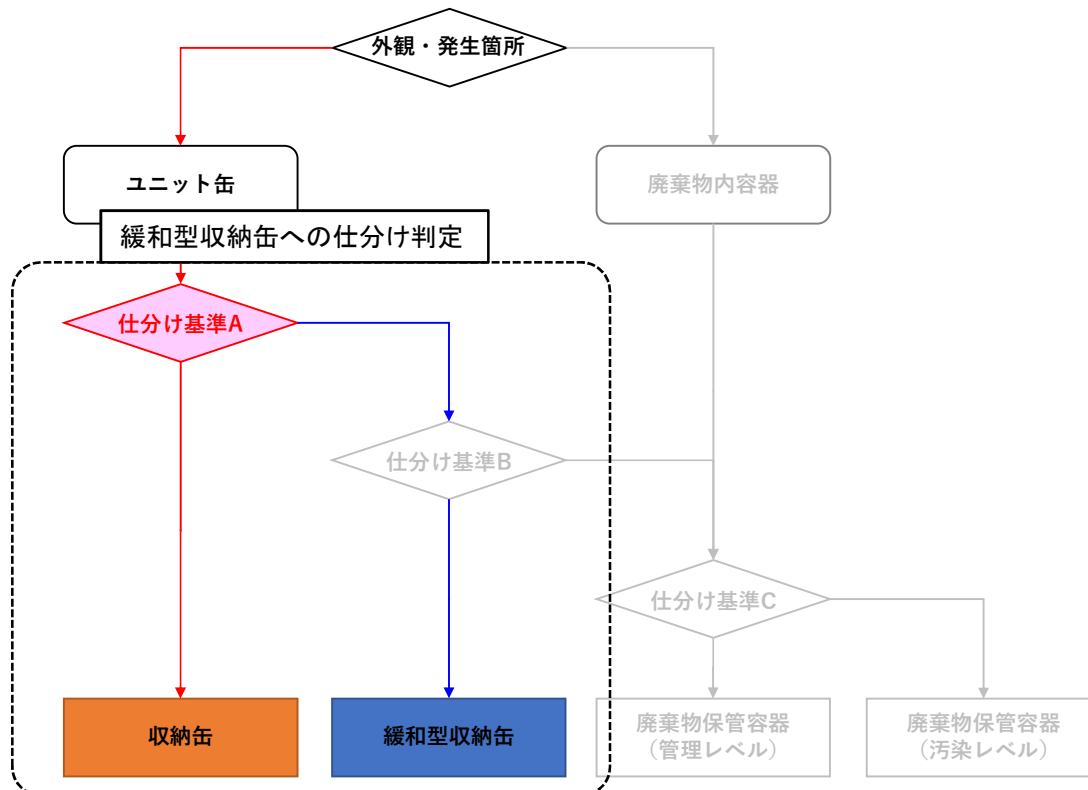 外観・発生箇所
ユニット缶
廃棄物内容器
緩和型収納缶への仕分け判定
仕分け基準A
仕分け基準B
仕分け基準C
収納缶
緩和型収納缶
廃棄物保管容器
（管理レベル）
廃棄物保管容器
（汚染レベル）